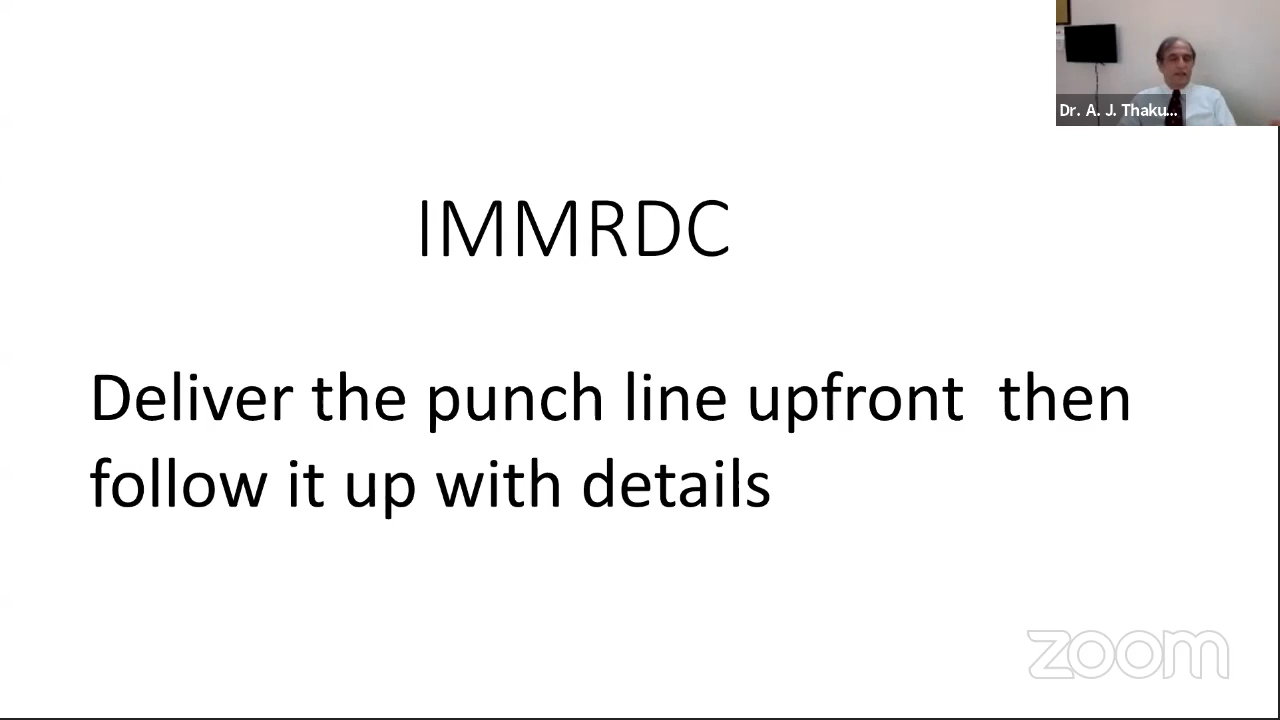 Dr. A. J. Thaku...
IMMRDC
Deliver the punch line upfront  then
follow it up with details
zoom